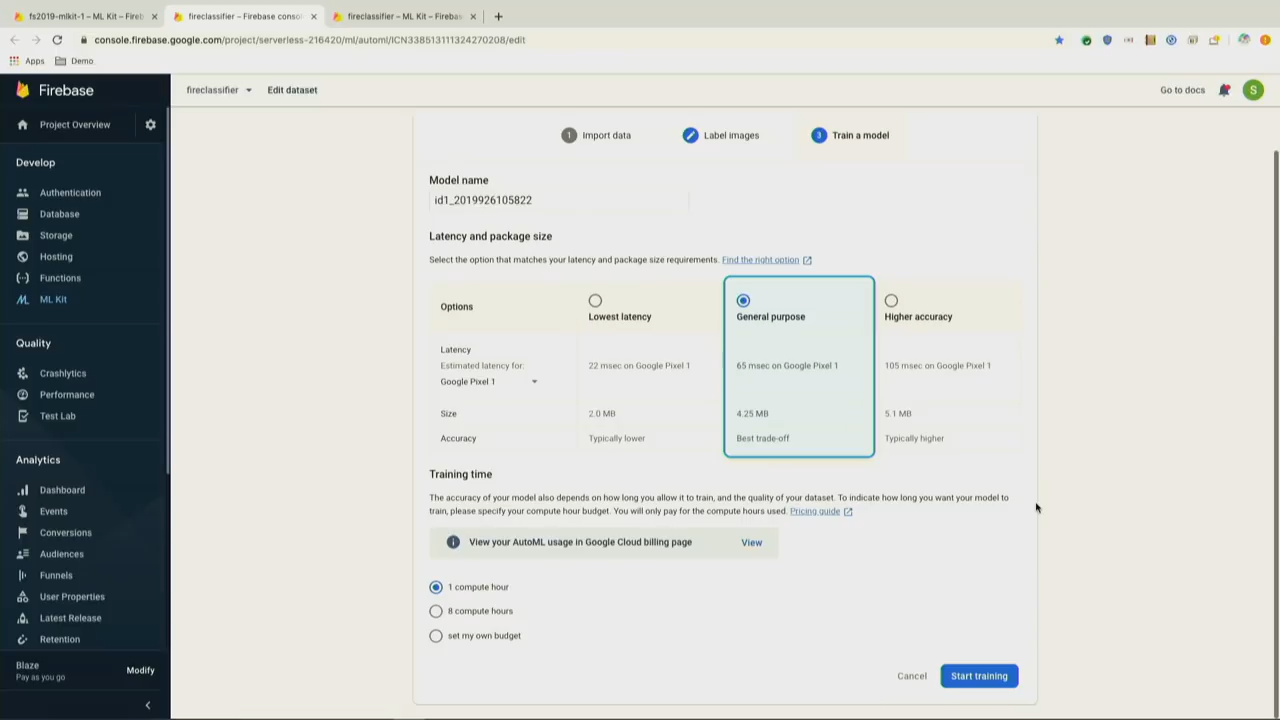 fs2019-mlkit-1 – ML Kit – Fireb
fireclassifier – Firebase conso
fireclassifier – ML Kit – Firebas
console.firebase.google.com/project/serverless-216420/ml/automl/ICN338513111324270208/edit
Apps
Demo
Firebase
fireclassifier
Edit dataset
Go to docs
S
Project Overview
Develop
Authentication
Database
Storage
Hosting
Functions
ML Kit
Quality
Crashlytics
Performance
Test Lab
Analytics
Dashboard
Events
Conversions
Audiences
Funnels
User Properties
Latest Release
Retention
Blaze
Pay as you go
Modify
1 Import data
Label images
3 Train a model
Model name
id1_2019926105822
Latency and package size
Select the option that matches your latency and package size requirements. Find the right option
Options
Lowest latency
General purpose
Higher accuracy
Latency
Estimated latency for:
Google Pixel 1
22 msec on Google Pixel 1
65 msec on Google Pixel 1
105 msec on Google Pixel 1
Size
2.0 MB
4.25 MB
5.1 MB
Accuracy
Typically lower
Best trade-off
Typically higher
Training time
The accuracy of your model also depends on how long you allow it to train, and the quality of your dataset. To indicate how long you want your model to
train, please specify your compute hour budget. You will only pay for the compute hours used. Pricing guide
View your AutoML usage in Google Cloud billing page
View
1 compute hour
8 compute hours
set my own budget
Cancel
Start training